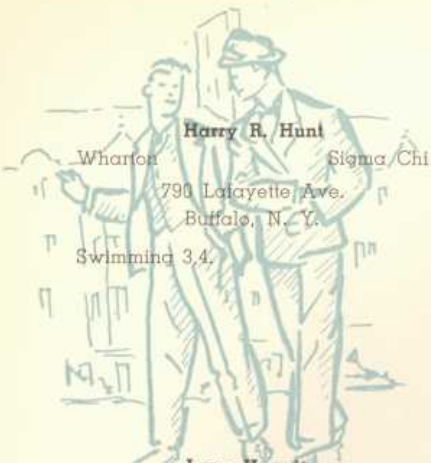 Harry R. Hunt
Wharton Sigma Chi
790 Lafayette Ave.
Buffalo, N. Y.
Swimming 3,4.